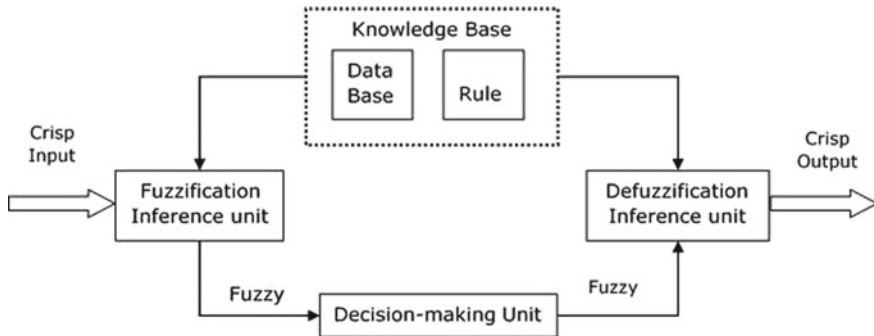 Knowledge Base
Data
Base
Rule
Crisp
Input
Crisp
Output
Fuzzification
Inference unit
Defuzzification
Inference unit
Fuzzy
Fuzzy
Decision-making Unit